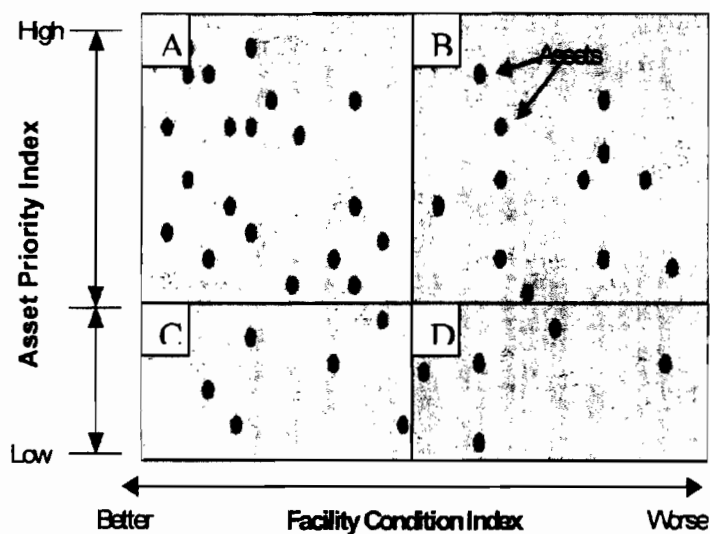 High
A
B
Assets
Asset Priority Index
C
D
Low
Better
Facility Condition Index
Worse